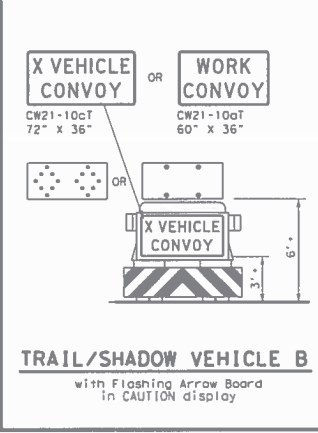 X VEHICLE
CONVOY
OR
WORK
CONVOY
CW21-10cT
72" X 36"
CW21-10aT
60" X 36"
OR
X VEHICLE
CONVOY
6'±
3'±
TRAIL/SHADOW VEHICLE B
with Flashing Arrow Board
in CAUTION display